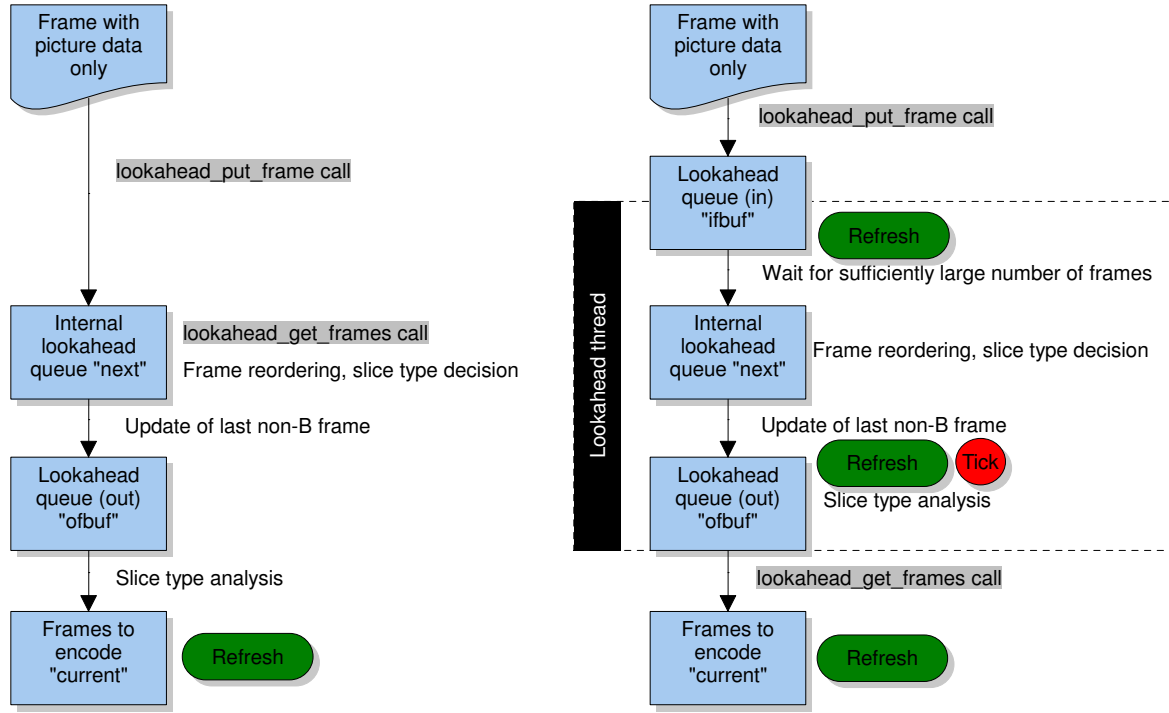 Frame with
picture data
only
lookahead_put_frame call
Internal
lookahead
queue "next"
lookahead_get_frames call
Frame reordering, slice type decision
Update of last non-B frame
Lookahead
queue (out)
"ofbuf"
Slice type analysis
Frames to
encode
"current"
Refresh
Frame with
picture data
only
lookahead_put_frame call
Lookahead
queue (in)
"ifbuf"
Refresh
Wait for sufficiently large number of frames
Lookahead thread
Internal
lookahead
queue "next"
Frame reordering, slice type decision
Update of last non-B frame
Lookahead
queue (out)
"ofbuf"
Refresh
Tick
Slice type analysis
lookahead_get_frames call
Frames to
encode
"current"
Refresh